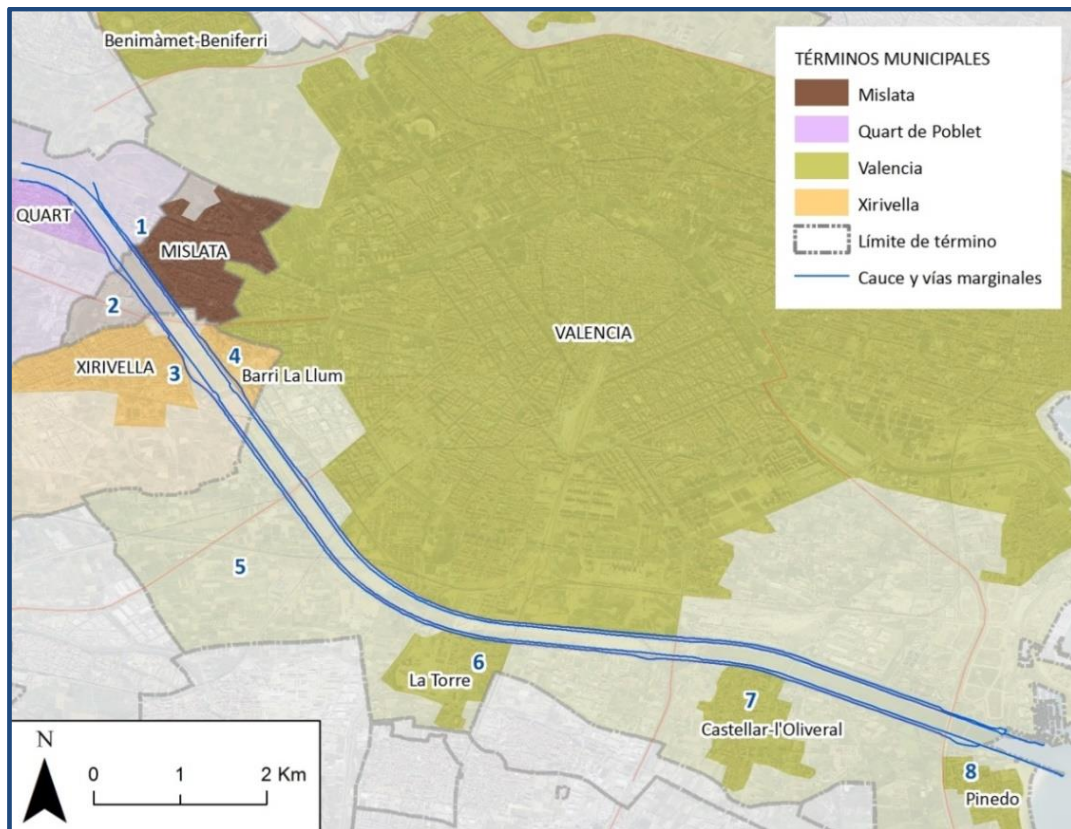 Benimàmet-Beniferri
TÉRMINOS MUNICIPALES
Mislata
Quart de Poblet
Valencia
Xirivella
Límite de término
Cauce y vías marginales
QUART
1
MISLATA
2
XIRIVELLA
3
4
Barri La Llum
VALENCIA
5
6
La Torre
7
Castellar-l'Oliveral
8
Pinedo
N
0 1 2 Km